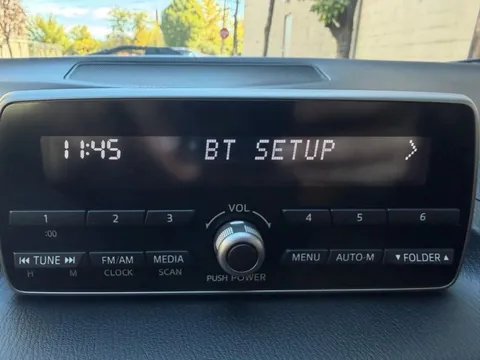 11:45 BT SETUP >
VOL
1 2 3 4 5 6
:00
⏮ TUNE ⏭ FM/AM MEDIA MENU AUTO-M ▼ FOLDER ▲
H M CLOCK SCAN
PUSH POWER